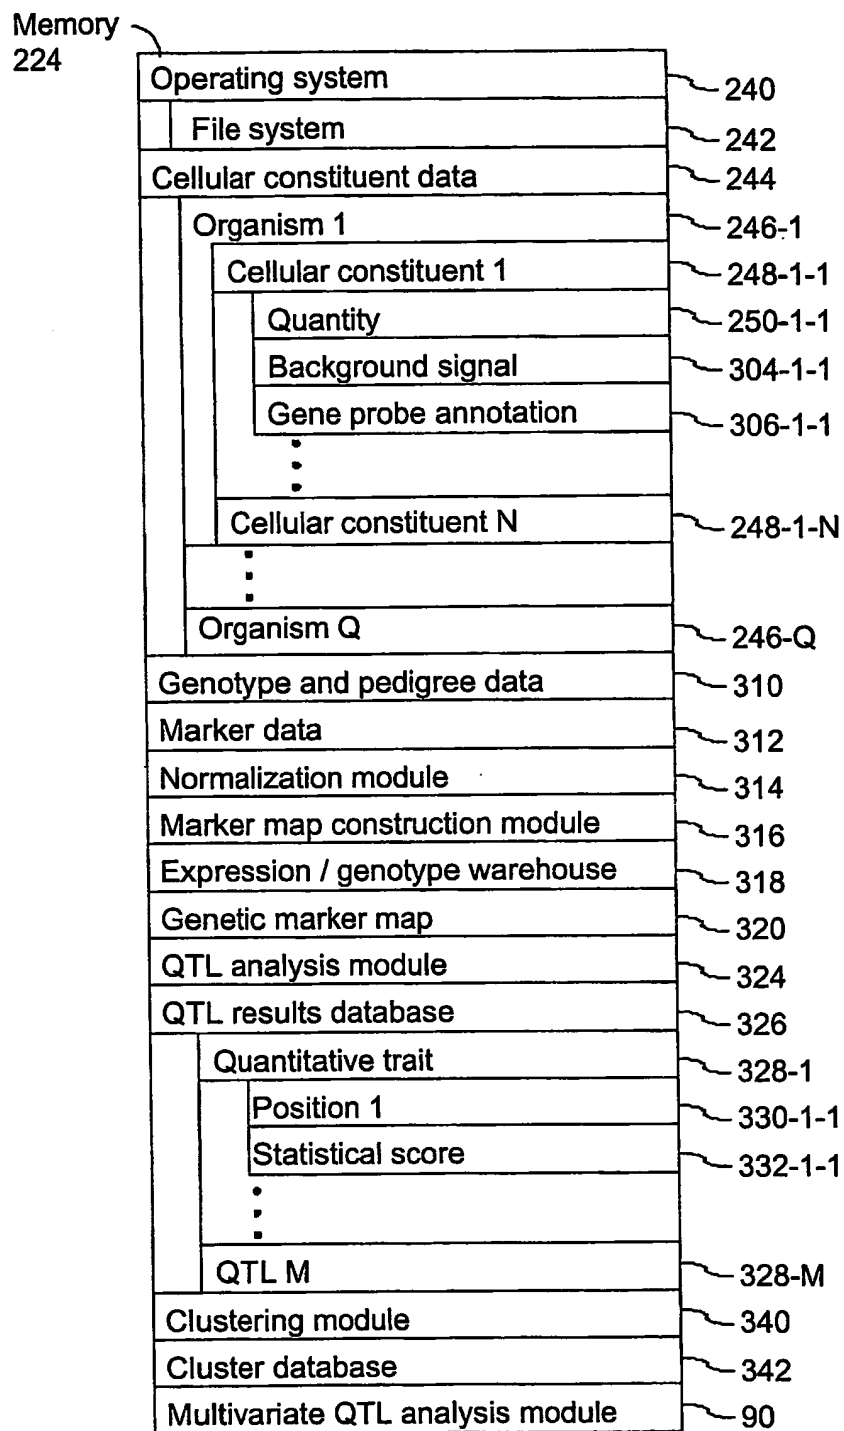 Memory
224
Operating system 240
File system 242
Cellular constituent data 244
Organism 1 246-1
Cellular constituent 1 248-1-1
Quantity 250-1-1
Background signal 304-1-1
Gene probe annotation 306-1-1
Cellular constituent N 248-1-N
Organism Q 246-Q
Genotype and pedigree data 310
Marker data 312
Normalization module 314
Marker map construction module 316
Expression / genotype warehouse 318
Genetic marker map 320
QTL analysis module 324
QTL results database 326
Quantitative trait 328-1
Position 1 330-1-1
Statistical score 332-1-1
QTL M 328-M
Clustering module 340
Cluster database 342
Multivariate QTL analysis module 90